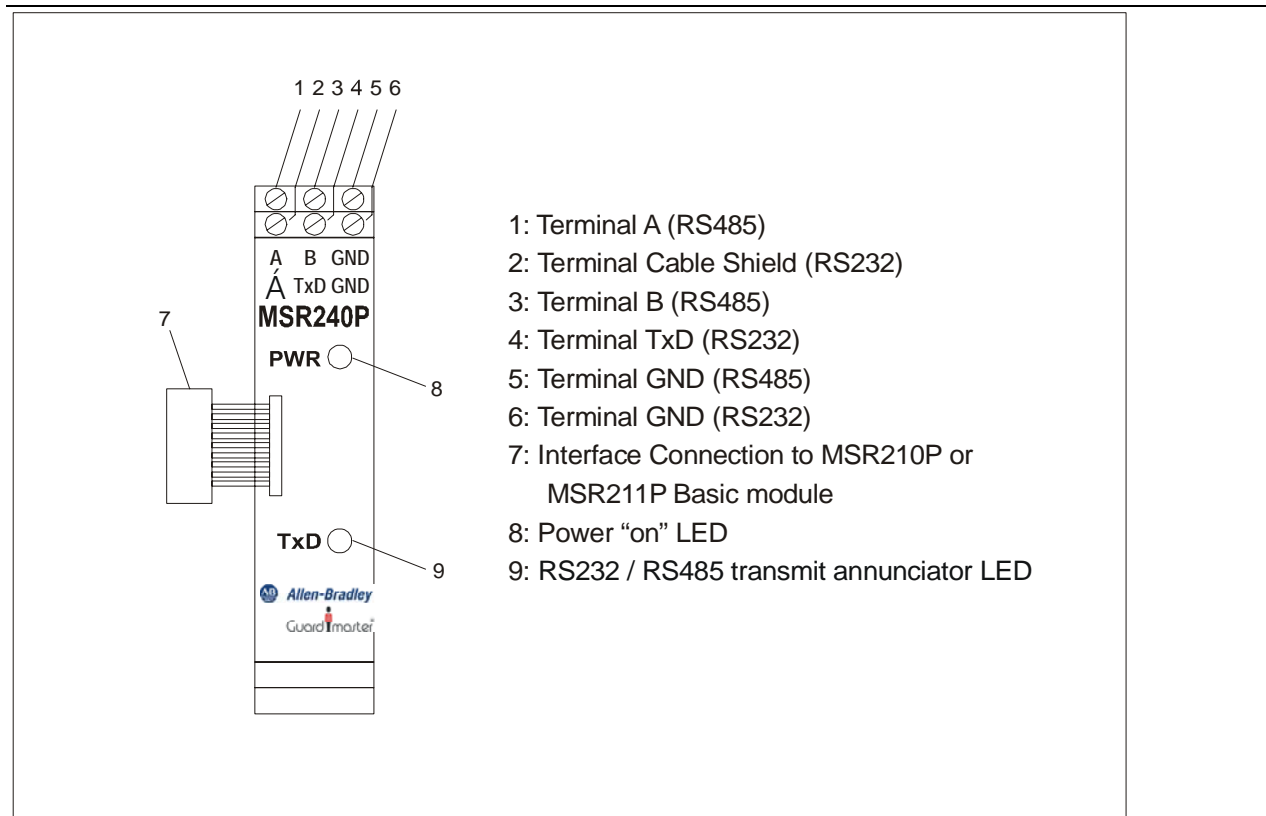 1 2 3 4 5 6
A B GND
Á TxD GND
MSR240P
PWR
7
8
TxD
9
AB Allen-Bradley
Guardmaster
1: Terminal A (RS485)
2: Terminal Cable Shield (RS232)
3: Terminal B (RS485)
4: Terminal TxD (RS232)
5: Terminal GND (RS485)
6: Terminal GND (RS232)
7: Interface Connection to MSR210P or
MSR211P Basic module
8: Power “on” LED
9: RS232 / RS485 transmit annunciator LED